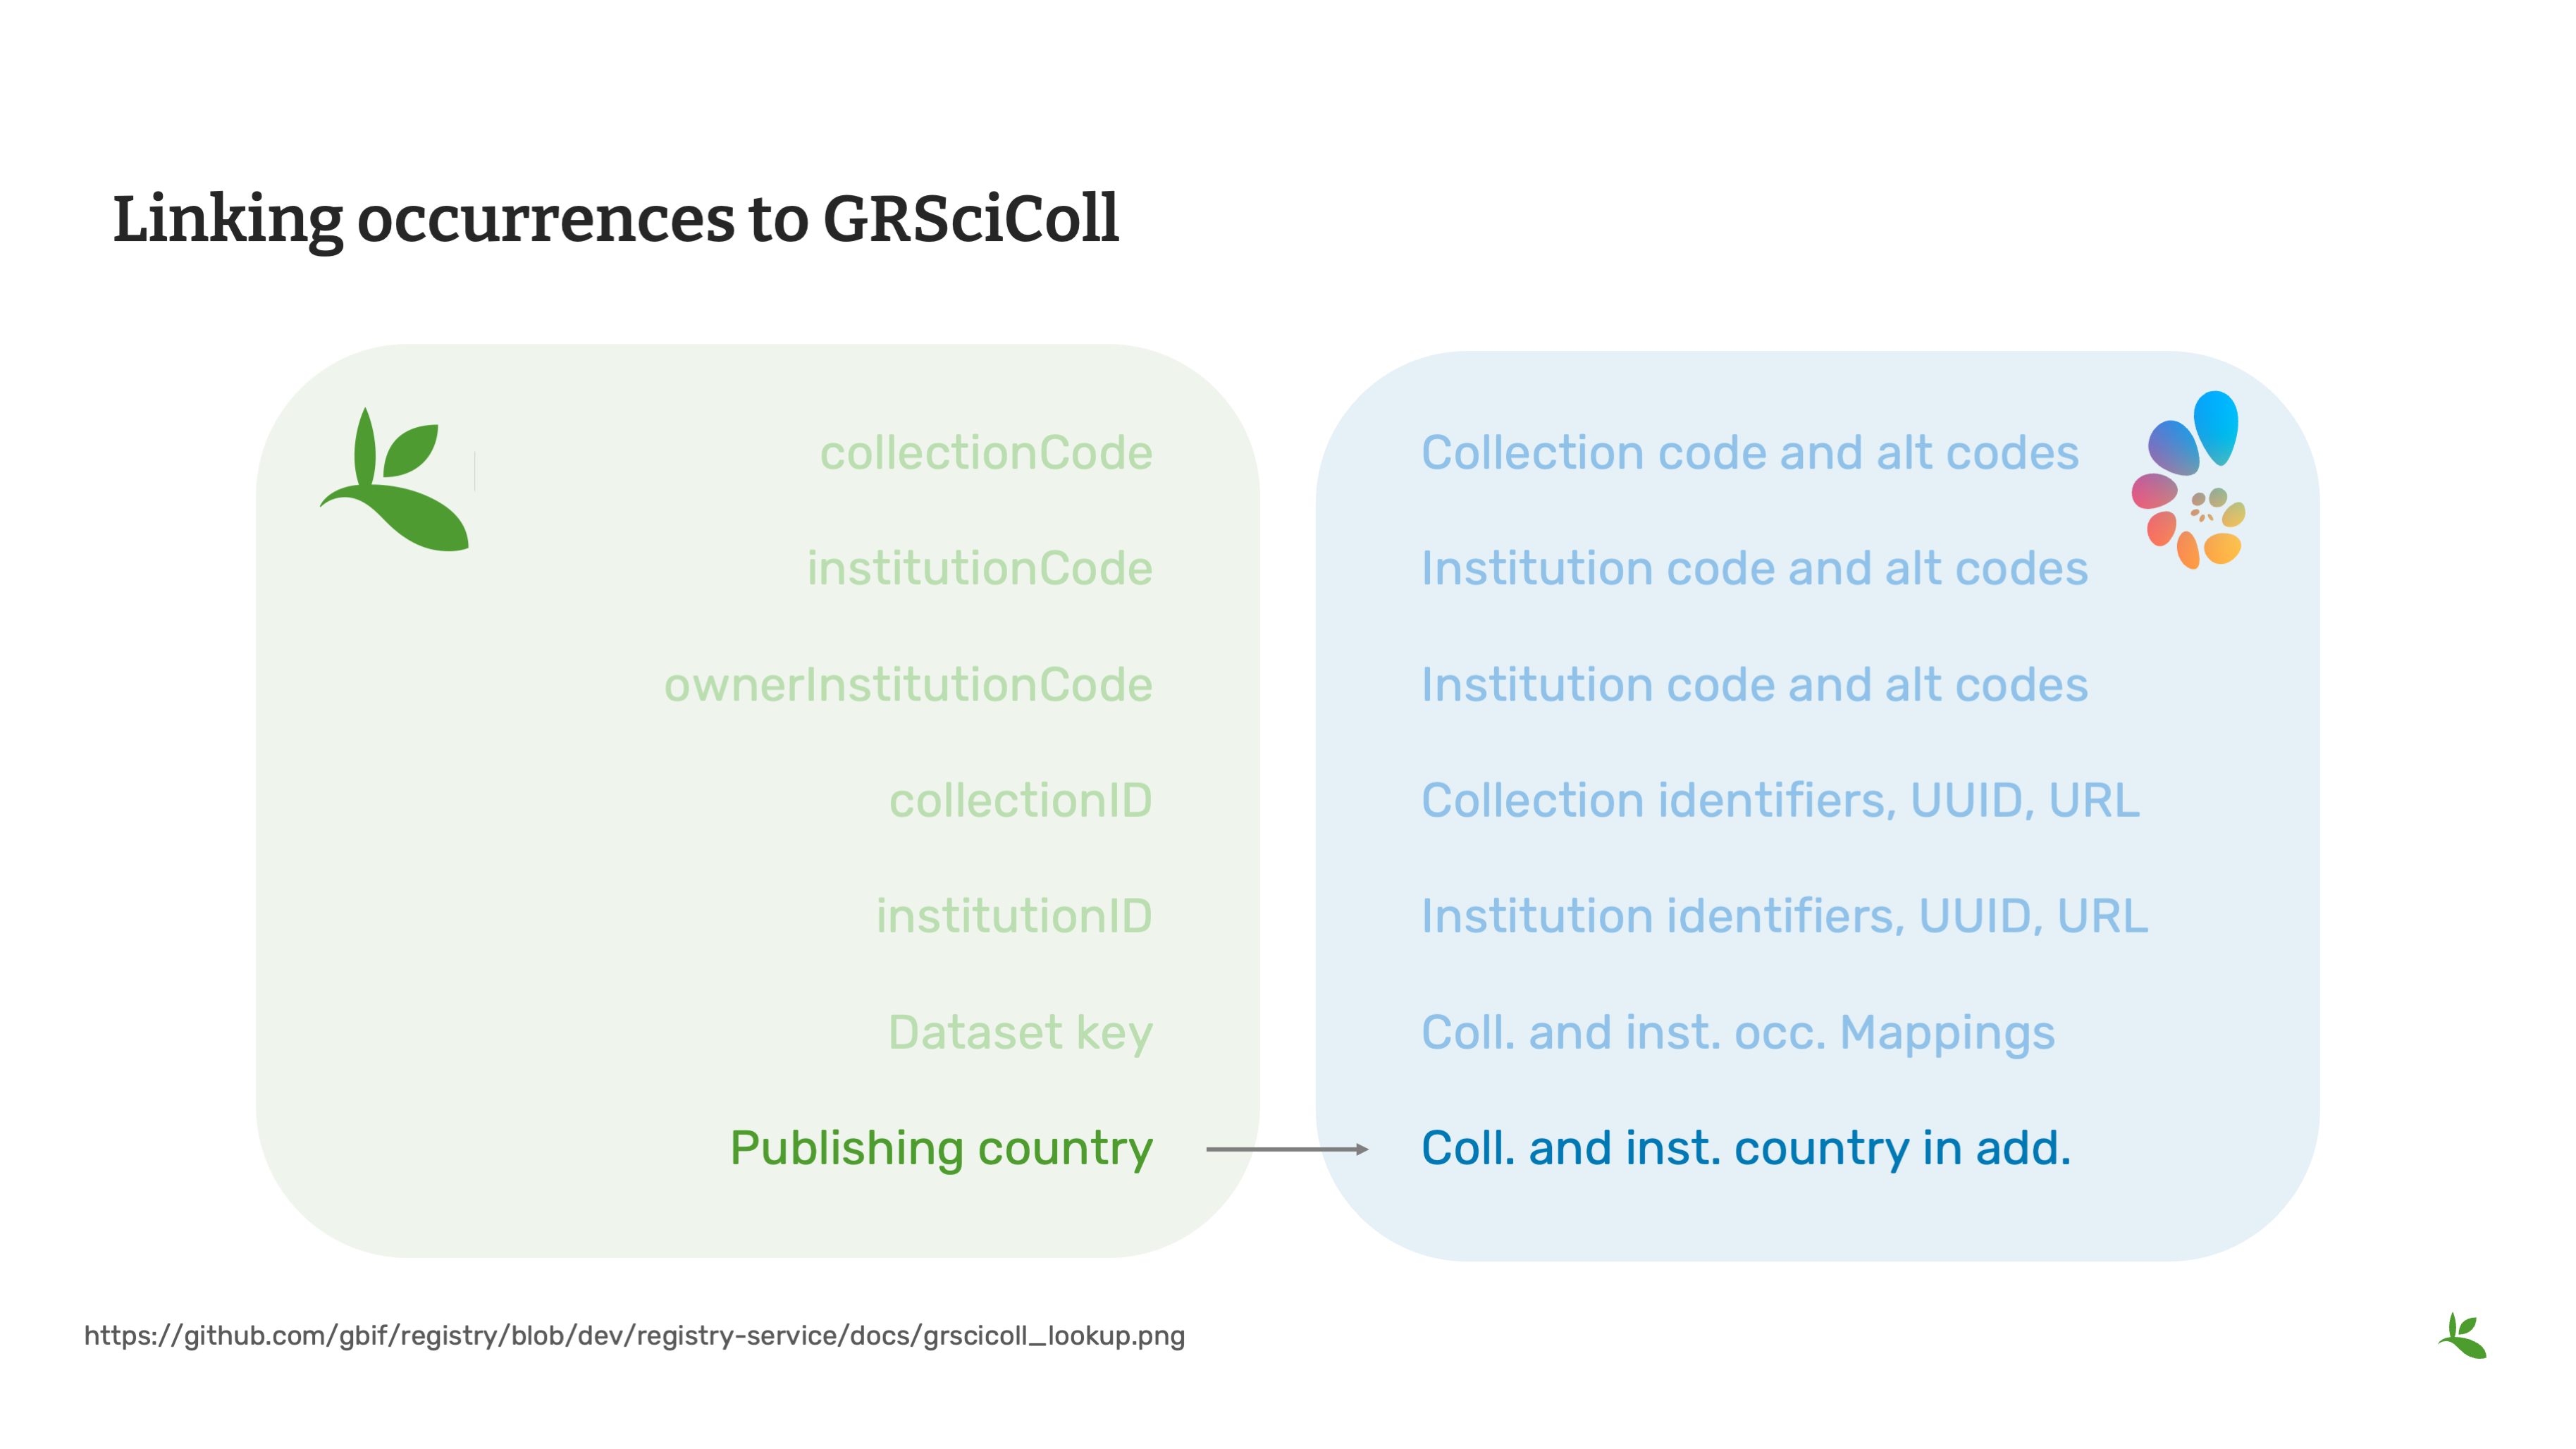 Linking occurrences to GRSciColl
collectionCode
Collection code and alt codes
institutionCode
Institution code and alt codes
ownerInstitutionCode
Institution code and alt codes
collectionID
Collection identifiers, UUID, URL
institutionID
Institution identifiers, UUID, URL
Dataset key
Coll. and inst. occ. Mappings
Publishing country
Coll. and inst. country in add.
https://github.com/gbif/registry/blob/dev/registry-service/docs/grscicoll_lookup.png